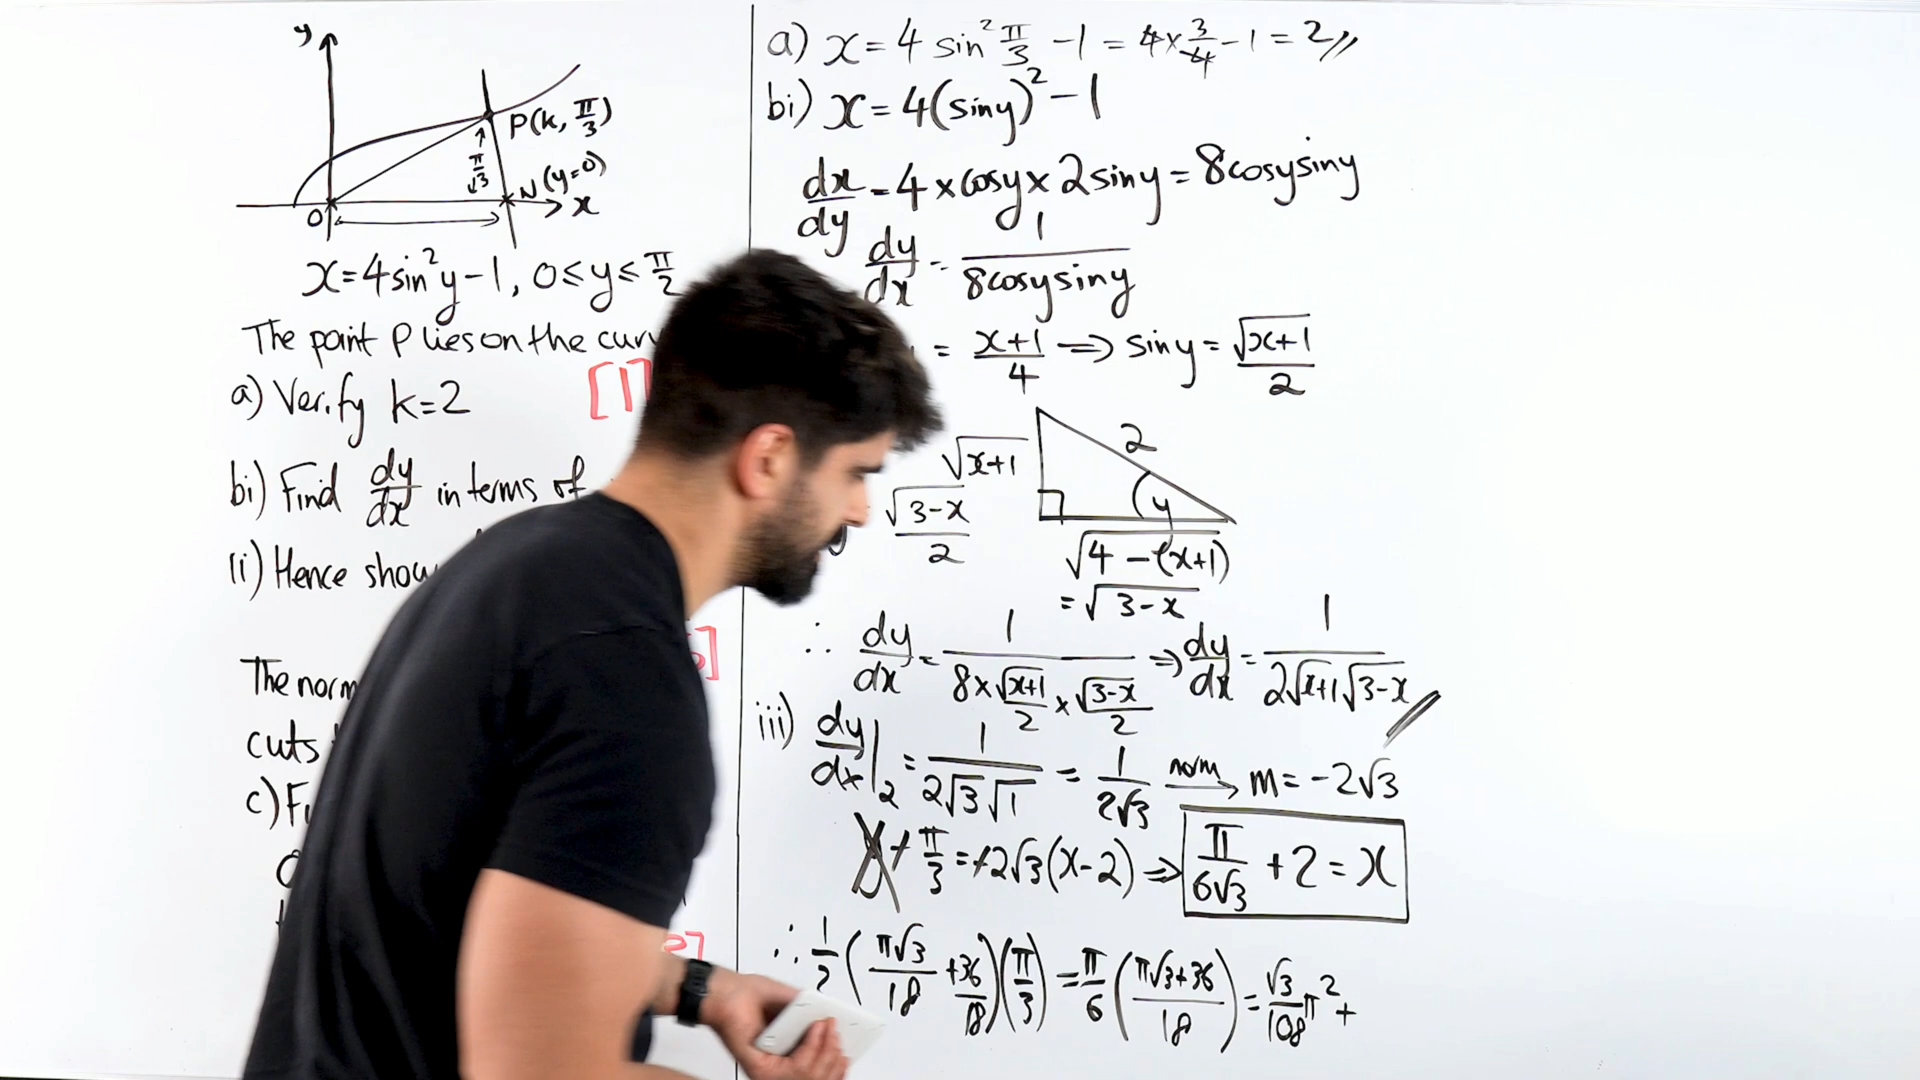 y
P(k, π/3)
π/3
N (y=0)
x
O
x=4sin²y-1, 0≤y≤π/2
The point P lies on the curv
a) Verify k=2
[1]
bi) Find dy/dx in terms of
(i) Hence show
The norm
cuts
c) F
a) x=4 sin² π/3 -1 = 4×3/4 -1 = 2
bi) x=4(siny)²-1
dx/dy = 4×cosy×2siny = 8cosysiny
dy/dx = 1/8cosysiny
= x+1/4 ⇒ siny = √x+1/2
2
√x+1
y
√3-x/2
√4-(x+1)
=√3-x
∴ dy/dx = 1/8×√x+1/2×√3-x/2 ⇒ dy/dx = 1/2√x+1√3-x
iii) dy/dx|₂ = 1/2√3√1 = 1/2√3 norm→ m=-2√3
π/3 = 2√3(x-2) ⇒ π/6√3 +2=x
∴ 1/2(π√3/18 +36/18)(π/3) = π/6(π√3+36/18) = √3/108 π² +